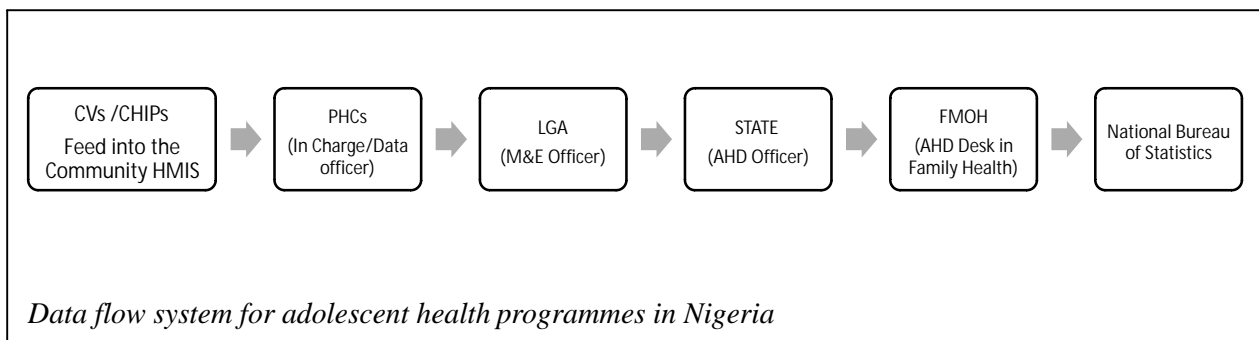 CVs /CHIPs
Feed into the
Community HMIS
PHCs
(In Charge/Data
officer)
LGA
(M&E Officer)
STATE
(AHD Officer)
FMOH
(AHD Desk in
Family Health)
National Bureau
of Statistics
Data flow system for adolescent health programmes in Nigeria